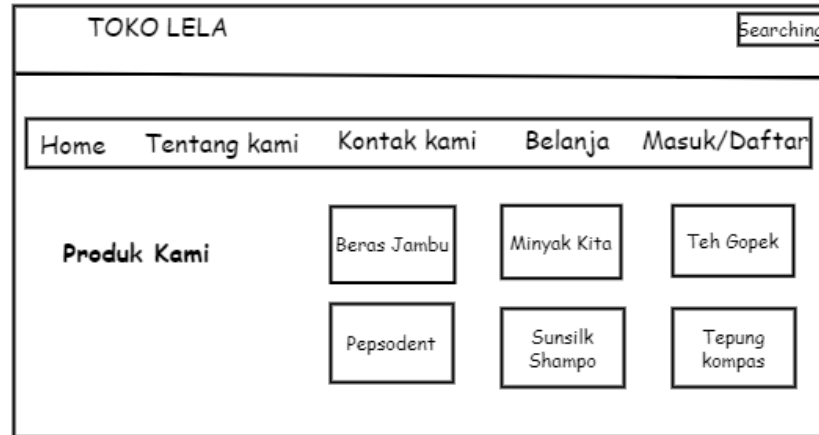 TOKO LELA
Searching
Home Tentang kami Kontak kami Belanja Masuk/Daftar
Produk Kami
Beras Jambu
Minyak Kita
Teh Gopek
Pepsodent
Sunsilk
Shampo
Tepung
kompas